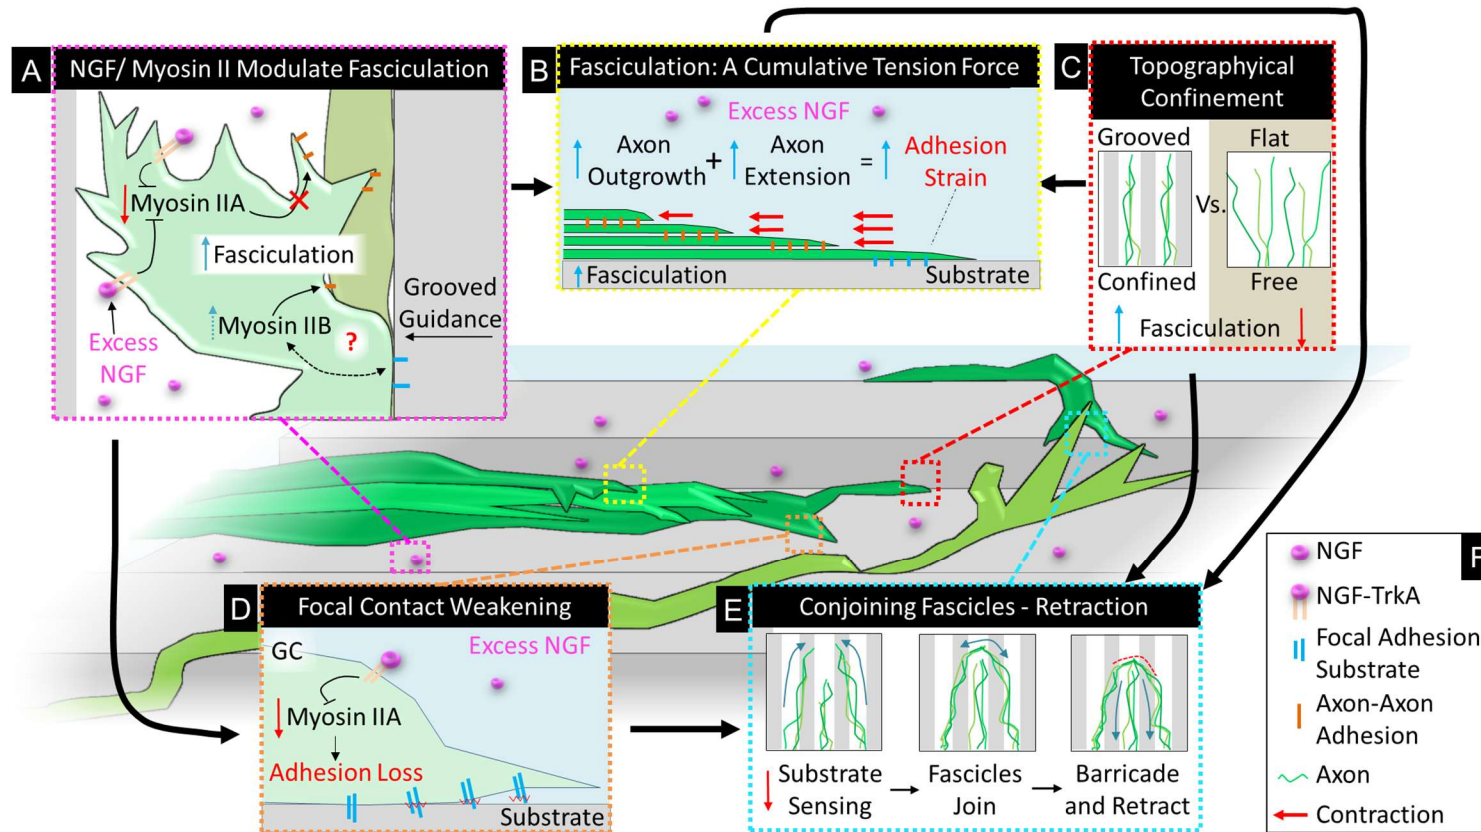 A
NGF/ Myosin II Modulate Fasciculation
Myosin IIA
Fasciculation
Myosin IIB
?
Excess
NGF
Grooved
Guidance
B
Fasciculation: A Cumulative Tension Force
Excess NGF
Axon
Outgrowth
+
Axon
Extension
=
Adhesion
Strain
Fasciculation
Substrate
C
Topographyical
Confinement
Grooved
Flat
Vs.
Confined
Free
Fasciculation
D
Focal Contact Weakening
GC
Excess NGF
Myosin IIA
Adhesion Loss
Substrate
E
Conjoining Fascicles - Retraction
Substrate
Sensing
Fascicles
Join
Barricade
and Retract
F
NGF
NGF-TrkA
Focal Adhesion
Substrate
Axon-Axon
Adhesion
Axon
Contraction